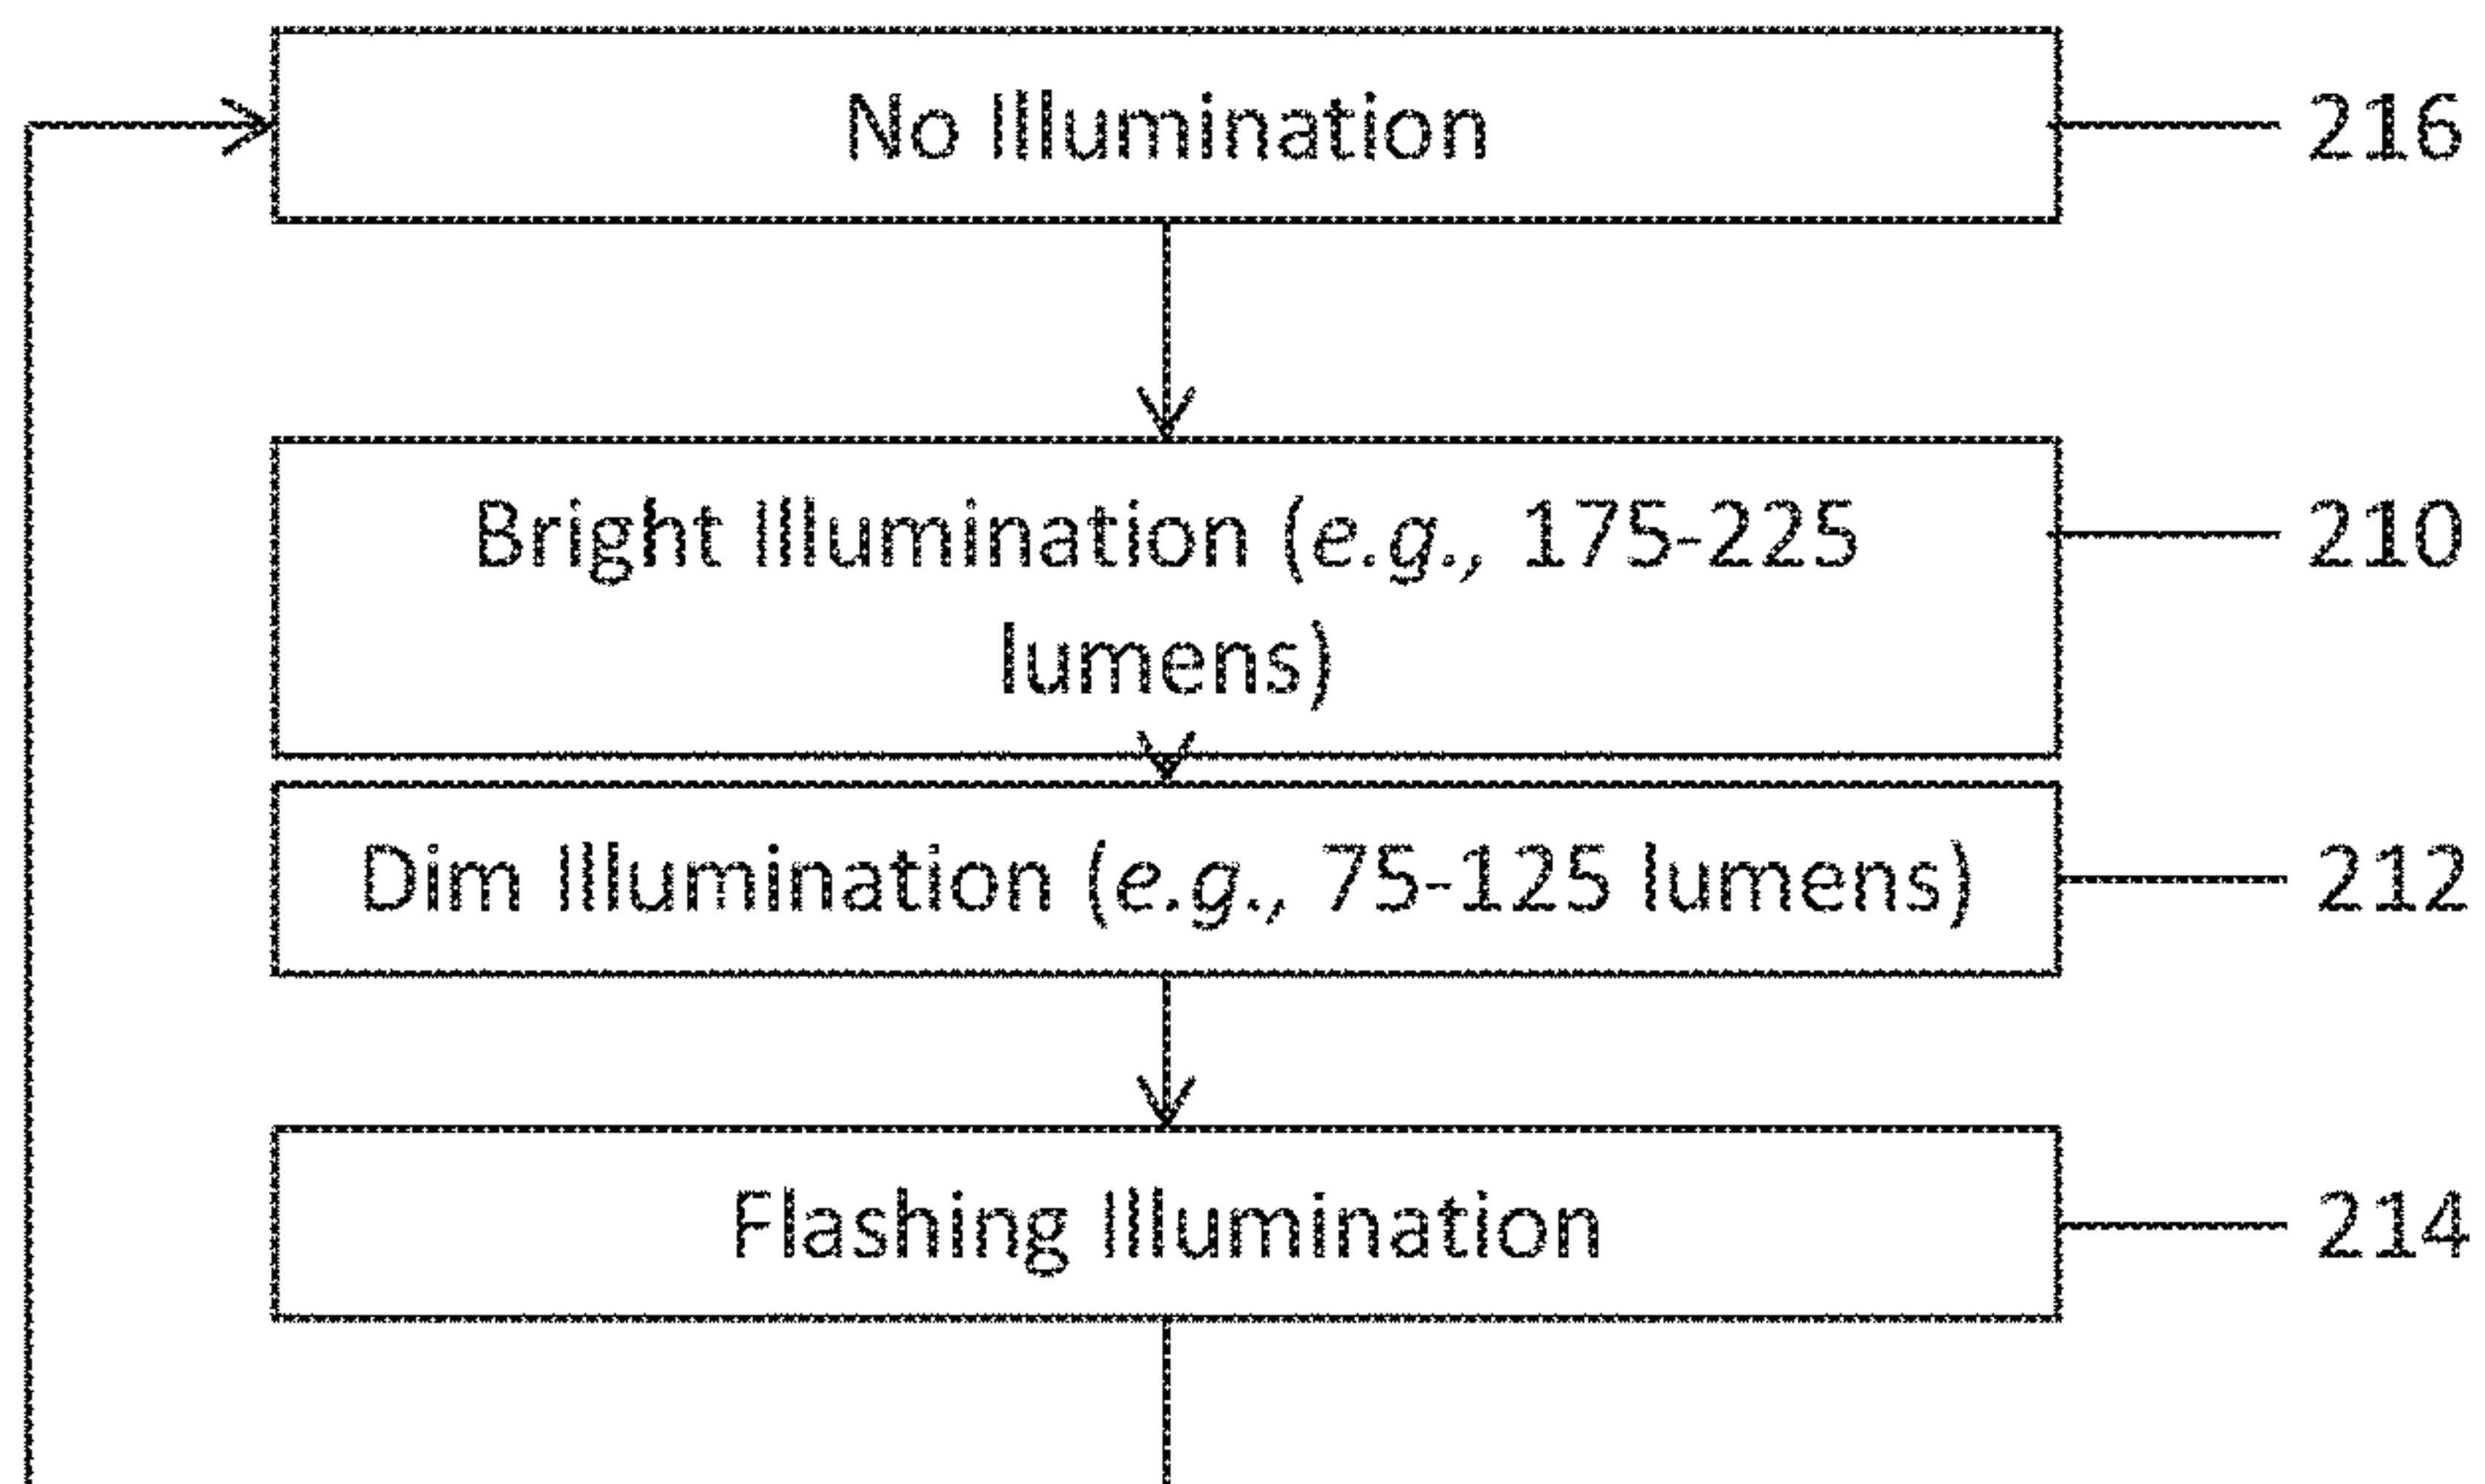 No Illumination
216
Bright Illumination (e.g., 175-225
lumens)
210
Dim Illumination (e.g., 75-125 lumens)
212
Flashing Illumination
214